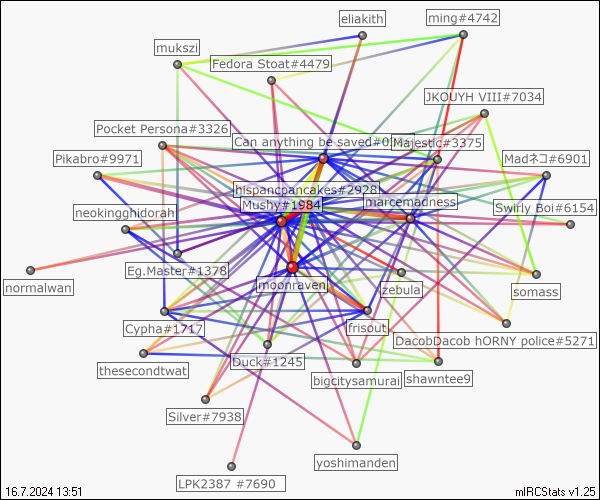 eliakith
ming#4742
mukszi
Fedora Stoat#4479
JKOUYH VIII#7034
Pocket Persona#3326
Can anything be saved#0
Majestic#3375
Pikabro#9971
Madネコ#6901
hispancpancakes#2928
Mushy#1984
marcemadness
neokingghidorah
Swirly Boi#6154
Eg.Master#1378
moonraven
zebula
somass
normalwan
Cypha#1717
frisout
DacobDacob hORNY police#5271
thesecondtwat
Duck#1245
bigcitysamurai
shawntee9
Silver#7938
yoshimanden
LPK2387 #7690
16.7.2024 13:51
mIRCStats v1.25